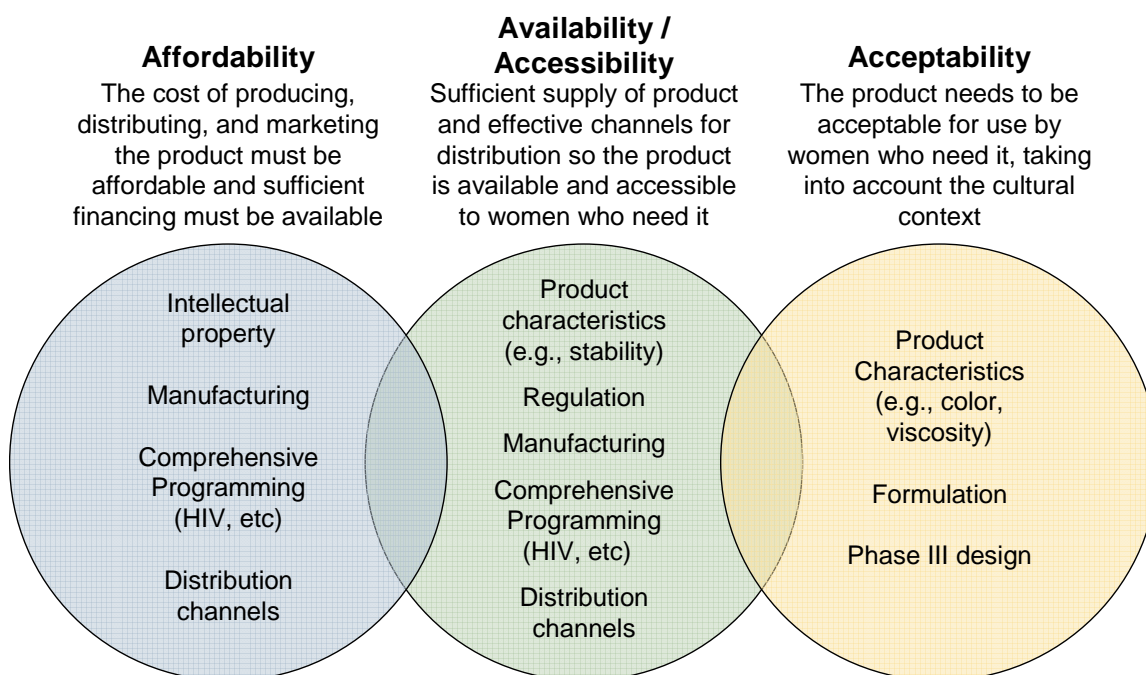 Affordability
The cost of producing,
distributing, and marketing
the product must be
affordable and sufficient
financing must be available
Availability /
Accessibility
Sufficient supply of product
and effective channels for
distribution so the product
is available and accessible
to women who need it
Acceptability
The product needs to be
acceptable for use by
women who need it, taking
into account the cultural
context
Intellectual
property
Manufacturing
Comprehensive
Programming
(HIV, etc)
Distribution
channels
Product
characteristics
(e.g., stability)
Regulation
Manufacturing
Comprehensive
Programming
(HIV, etc)
Distribution
channels
Product
Characteristics
(e.g., color,
viscosity)
Formulation
Phase III design